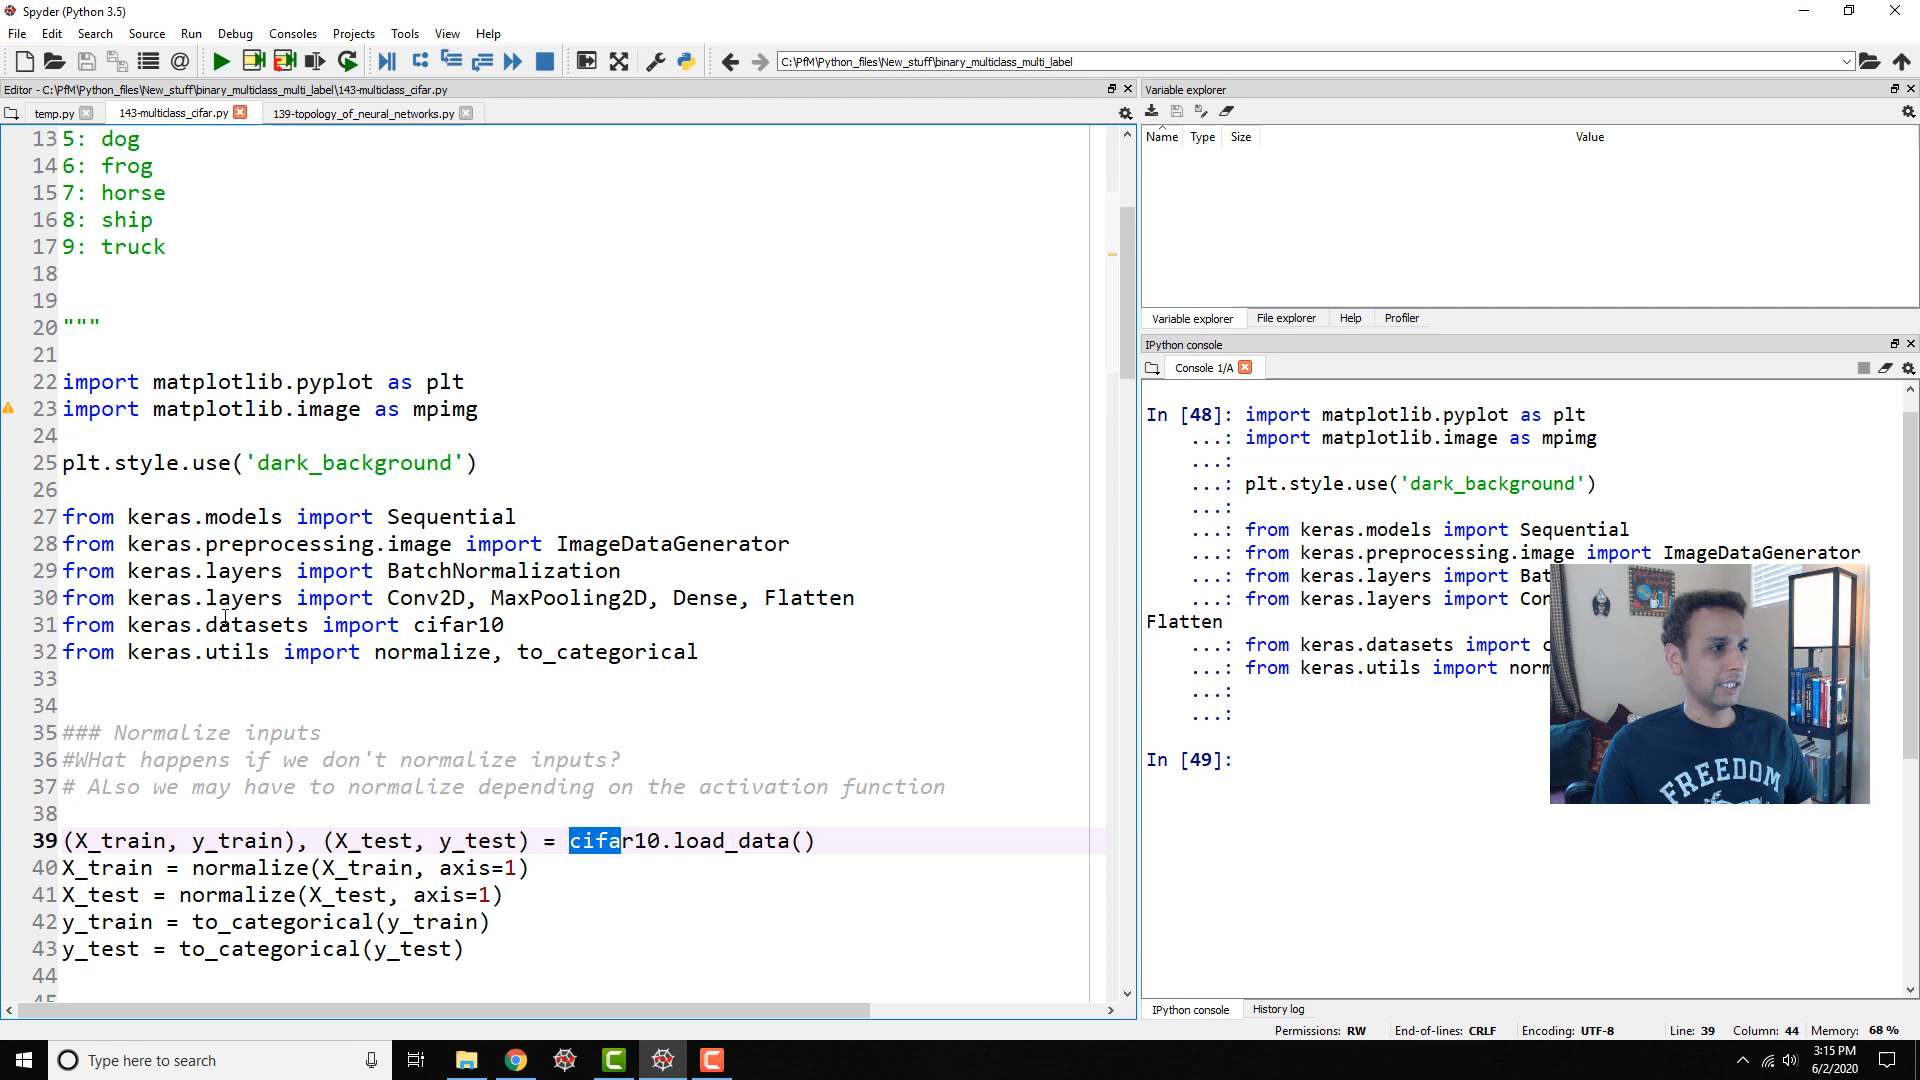 Spyder (Python 3.5)
File Edit Search Source Run Debug Consoles Projects Tools View Help
C:\PfM\Python_files\New_stuff\binary_multiclass_multi_label
Editor - C:\PfM\Python_files\New_stuff\binary_multiclass_multi_label\143-multiclass_cifar.py
temp.py 143-multiclass_cifar.py 139-topology_of_neural_networks.py
13 5: dog
14 6: frog
15 7: horse
16 8: ship
17 9: truck
18
19
20 """
21
22 import matplotlib.pyplot as plt
23 import matplotlib.image as mpimg
24
25 plt.style.use('dark_background')
26
27 from keras.models import Sequential
28 from keras.preprocessing.image import ImageDataGenerator
29 from keras.layers import BatchNormalization
30 from keras.layers import Conv2D, MaxPooling2D, Dense, Flatten
31 from keras.datasets import cifar10
32 from keras.utils import normalize, to_categorical
33
34
35 ### Normalize inputs
36 #WHat happens if we don't normalize inputs?
37 # ALso we may have to normalize depending on the activation function
38
39 (X_train, y_train), (X_test, y_test) = cifar10.load_data()
40 X_train = normalize(X_train, axis=1)
41 X_test = normalize(X_test, axis=1)
42 y_train = to_categorical(y_train)
43 y_test = to_categorical(y_test)
44
45
Variable explorer
Name Type Size Value
Variable explorer File explorer Help Profiler
IPython console
Console 1/A
In [48]: import matplotlib.pyplot as plt
...: import matplotlib.image as mpimg
...:
...: plt.style.use('dark_background')
...:
...: from keras.models import Sequential
...: from keras.preprocessing.image import ImageDataGenerator
...: from keras.layers import Bat
...: from keras.layers import Con
Flatten
...: from keras.datasets import c
...: from keras.utils import norm
...:
...:
In [49]:
FREEDOM
IPython console History log
Permissions: RW End-of-lines: CRLF Encoding: UTF-8 Line: 39 Column: 44 Memory: 68 %
Type here to search
3:15 PM
6/2/2020